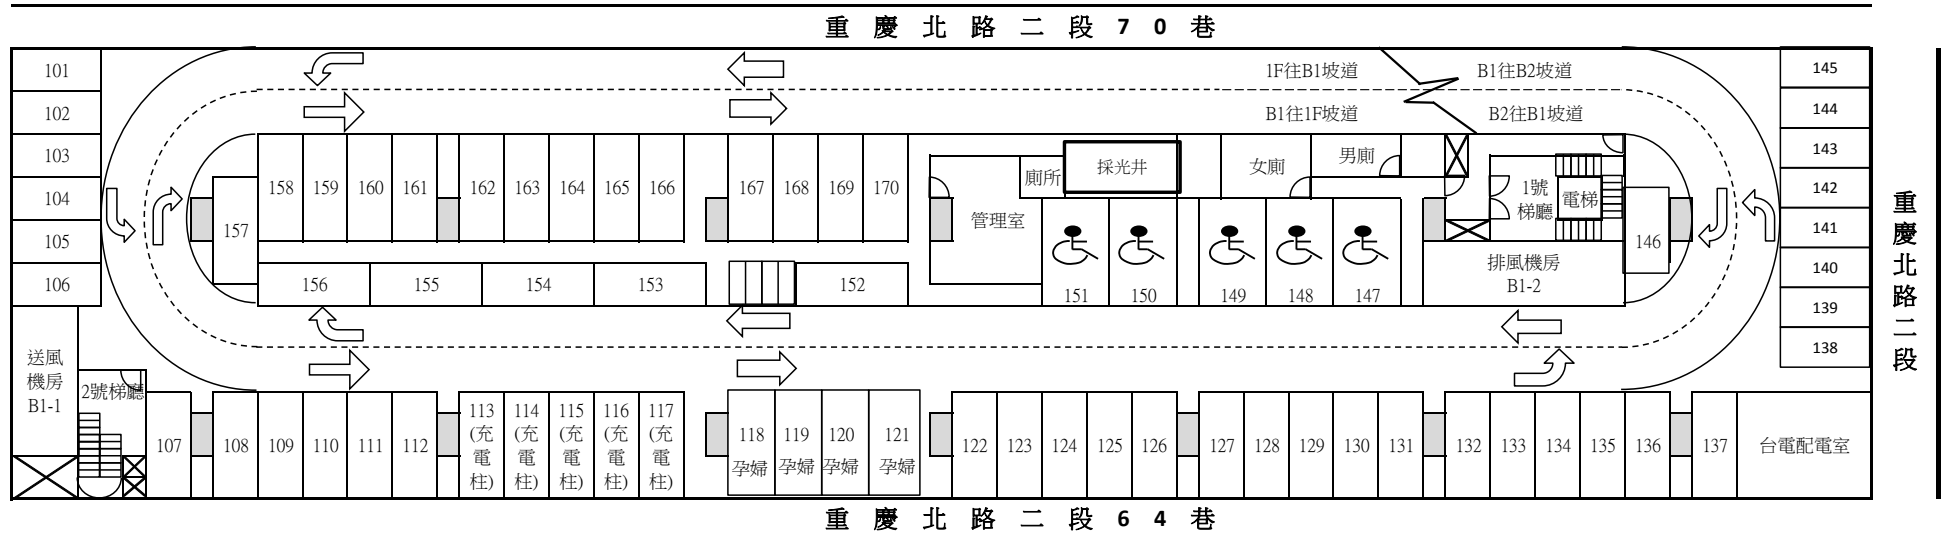 重慶北路二段70巷
101
102
103
104
105
106
1F往B1坡道
B1往B2坡道
B1往1F坡道
B2往B1坡道
145
144
143
142
141
140
139
138
157
158
159
160
161
162
163
164
165
166
167
168
169
170
管理室
廁所
採光井
女廁
男廁
1號
梯廳
電梯
146
156
155
154
153
152
151
150
149
148
147
排風機房
B1-2
重慶北路二段
送風
機房
B1-1
2號梯廳
107
108
109
110
111
112
113
(充
電
柱)
114
(充
電
柱)
115
(充
電
柱)
116
(充
電
柱)
117
(充
電
柱)
118
孕婦
119
孕婦
120
孕婦
121
孕婦
122
123
124
125
126
127
128
129
130
131
132
133
134
135
136
137
台電配電室
重慶北路二段64巷